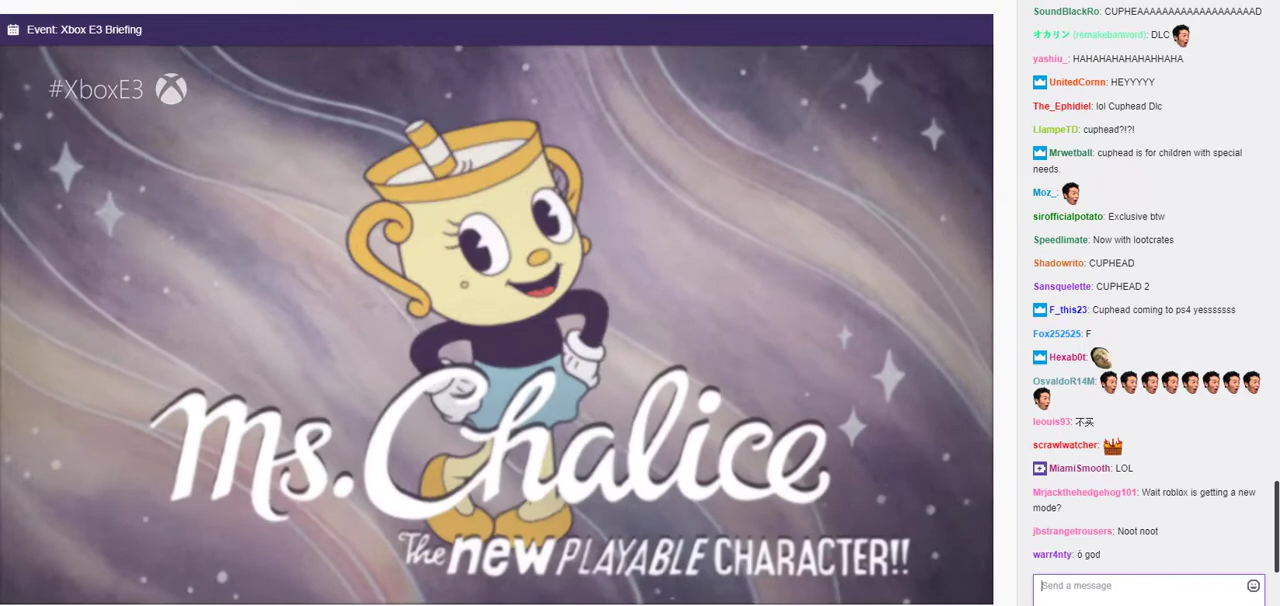 Event: Xbox E3 Briefing
#XboxE3
Ms. Chalice
The new PLAYABLE CHARACTER!!
SoundBlackRo: CUPHEAAAAAAAAAAAAAAAAAAAD
オカリン (remakebanword): DLC
yashiu_: HAHAHAHAHAHAHHAHA
UnitedCornn: HEYYYYY
The_Ephidiel: lol Cuphead Dlc
LlampeTD: cuphead?!?!
Mrwetball: cuphead is for children with special
needs.
Moz_:
sirofficialpotato: Exclusive btw
Speedlimate: Now with lootcrates
Shadowrito: CUPHEAD
Sansquelette: CUPHEAD 2
F_this23: Cuphead coming to ps4 yesssssss
Fox252525: F
Hexab0t:
OsvaldoR14M:
leouis93: 不买
scrawlwatcher:
MiamiSmooth: LOL
Mrjackthehedgehog101: Wait roblox is getting a new
mode?
jbstrangetrousers: Noot noot
warr4nty: ò god
Send a message